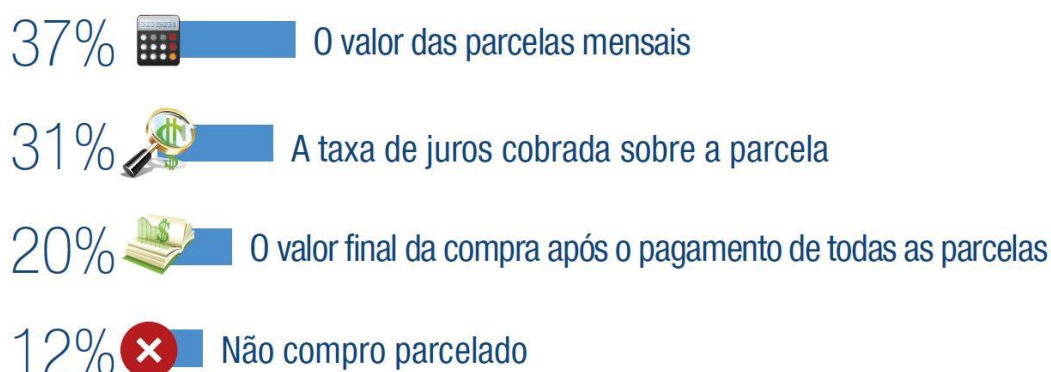 37% O valor das parcelas mensais
31% A taxa de juros cobrada sobre a parcela
20% O valor final da compra após o pagamento de todas as parcelas
12% Não compro parcelado